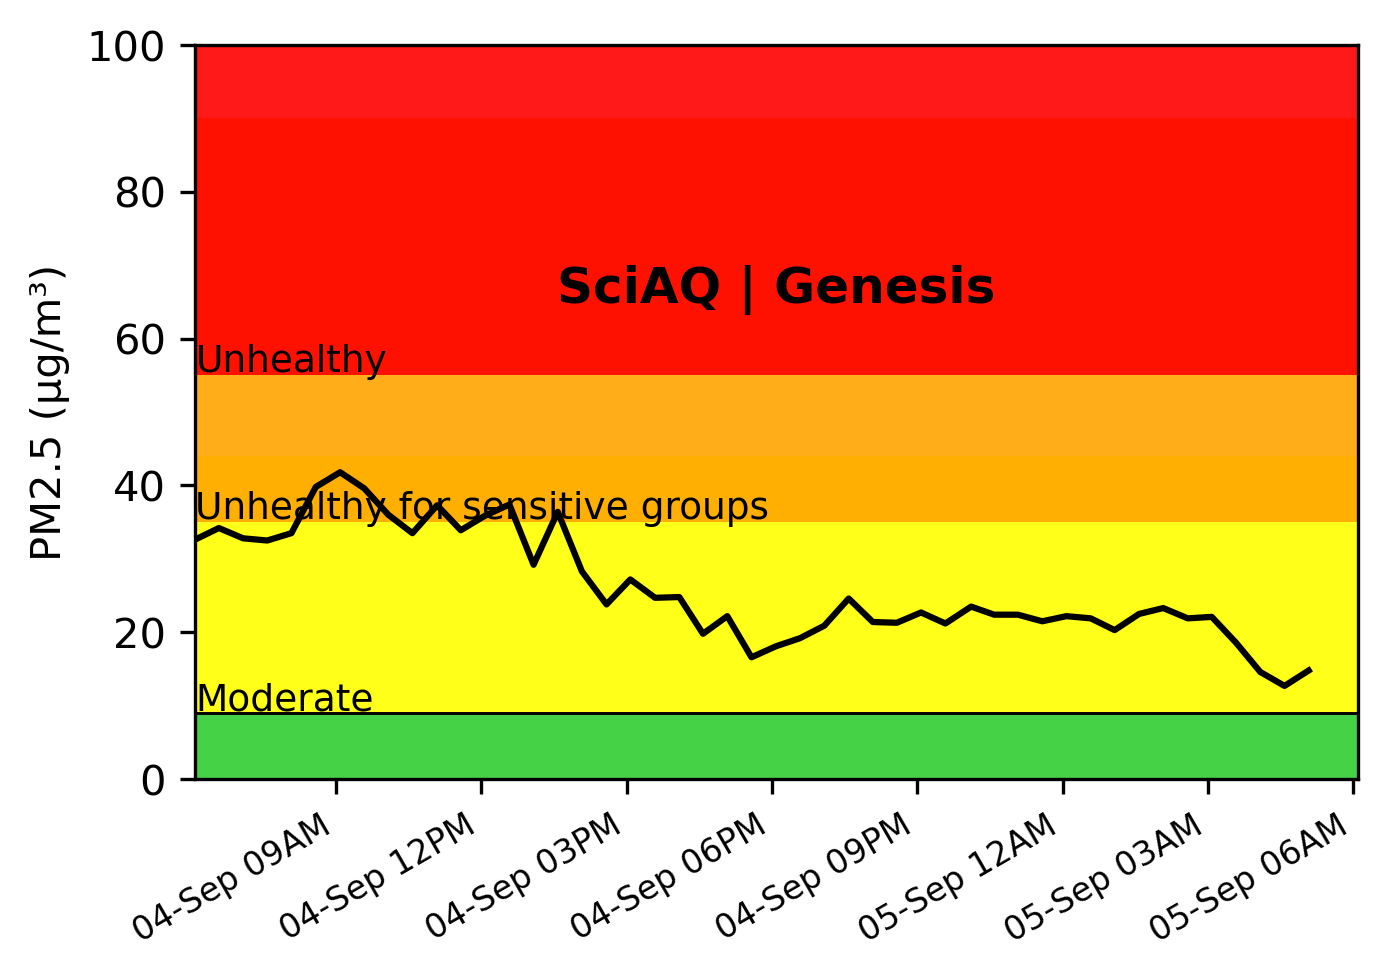 100
80
60
40
20
0
PM2.5 (µg/m³)
SciAQ | Genesis
Unhealthy
Unhealthy for sensitive groups
Moderate
04-Sep 09AM
04-Sep 12PM
04-Sep 03PM
04-Sep 06PM
04-Sep 09PM
05-Sep 12AM
05-Sep 03AM
05-Sep 06AM